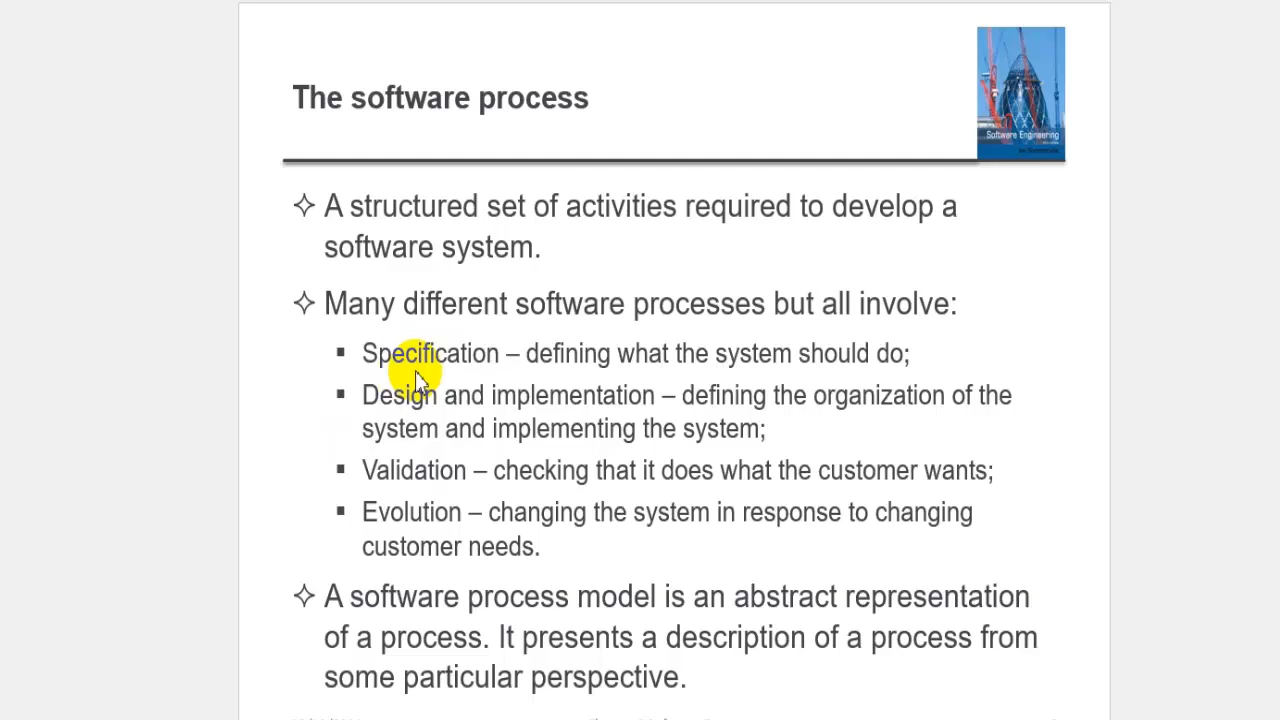 The software process
Software Engineering
✧ A structured set of activities required to develop a
software system.
✧ Many different software processes but all involve:
▪ Specification – defining what the system should do;
▪ Design and implementation – defining the organization of the
system and implementing the system;
▪ Validation – checking that it does what the customer wants;
▪ Evolution – changing the system in response to changing
customer needs.
✧ A software process model is an abstract representation
of a process. It presents a description of a process from
some particular perspective.